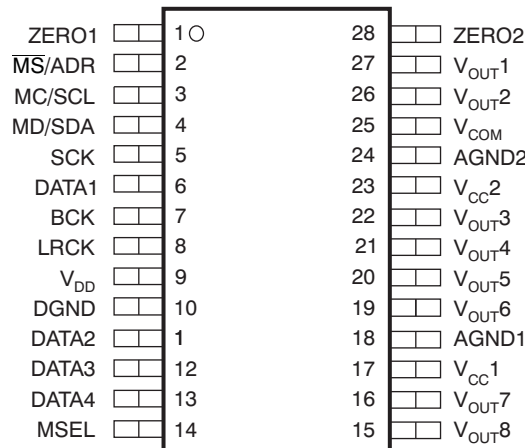 ZERO1 1 28 ZERO2
MS/ADR 2 27 VOUT1
MC/SCL 3 26 VOUT2
MD/SDA 4 25 VCOM
SCK 5 24 AGND2
DATA1 6 23 VCC2
BCK 7 22 VOUT3
LRCK 8 21 VOUT4
VDD 9 20 VOUT5
DGND 10 19 VOUT6
DATA2 1 18 AGND1
DATA3 12 17 VCC1
DATA4 13 16 VOUT7
MSEL 14 15 VOUT8